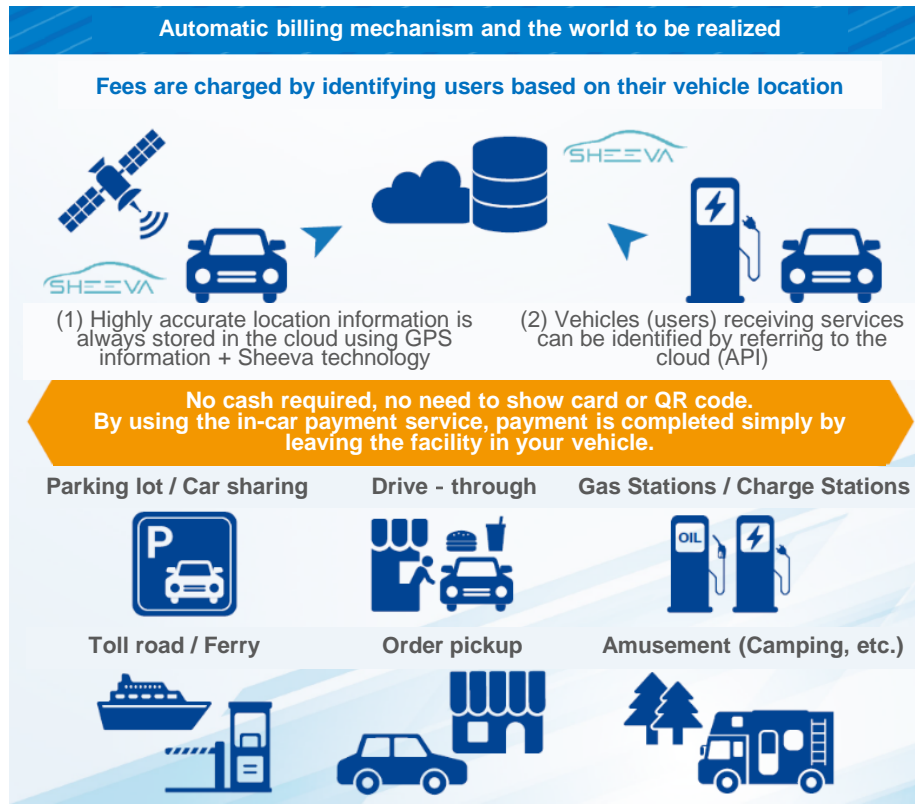 Automatic billing mechanism and the world to be realized
Fees are charged by identifying users based on their vehicle location
SHEEVA
SHEEVA
(1) Highly accurate location information is
always stored in the cloud using GPS
information + Sheeva technology
(2) Vehicles (users) receiving services
can be identified by referring to the
cloud (API)
No cash required, no need to show card or QR code.
By using the in-car payment service, payment is completed simply by
leaving the facility in your vehicle.
Parking lot / Car sharing
Drive - through
Gas Stations / Charge Stations
P
OIL
Toll road / Ferry
Order pickup
Amusement (Camping, etc.)